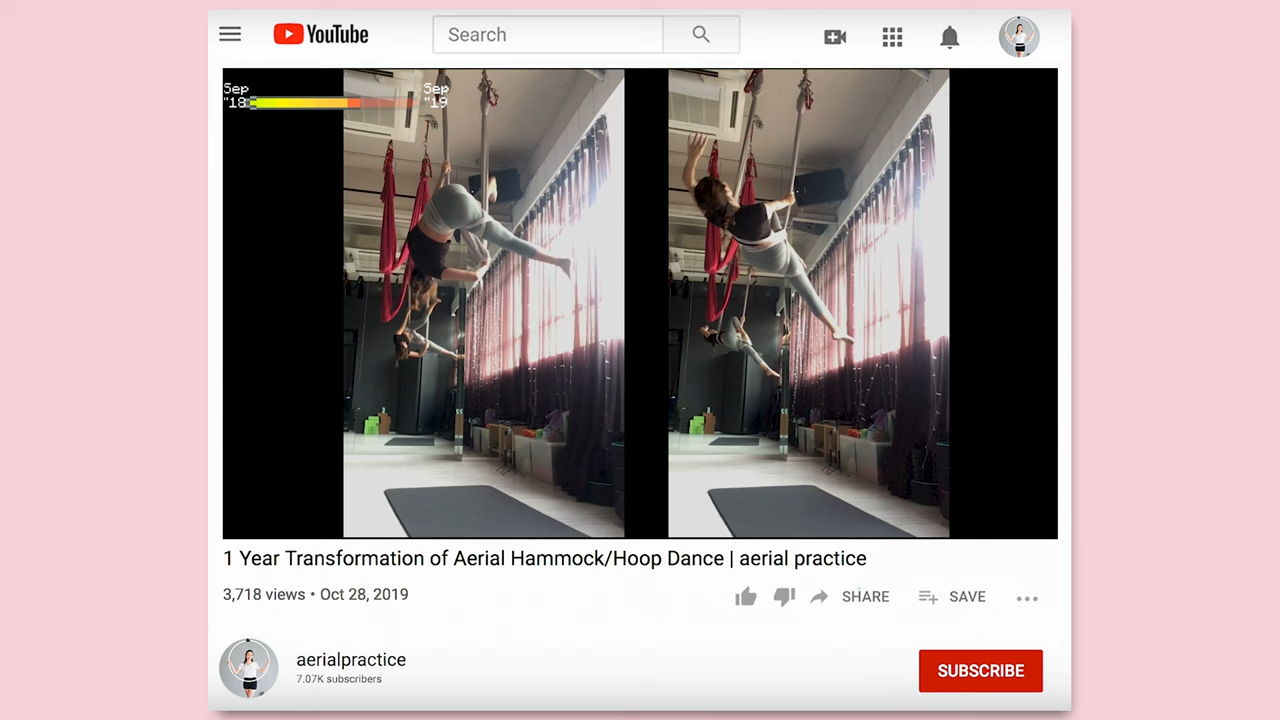 YouTube
Search
Sep Sep
"18 "19
1 Year Transformation of Aerial Hammock/Hoop Dance | aerial practice
3,718 views • Oct 28, 2019
SHARE
SAVE
aerialpractice
7.07K subscribers
SUBSCRIBE